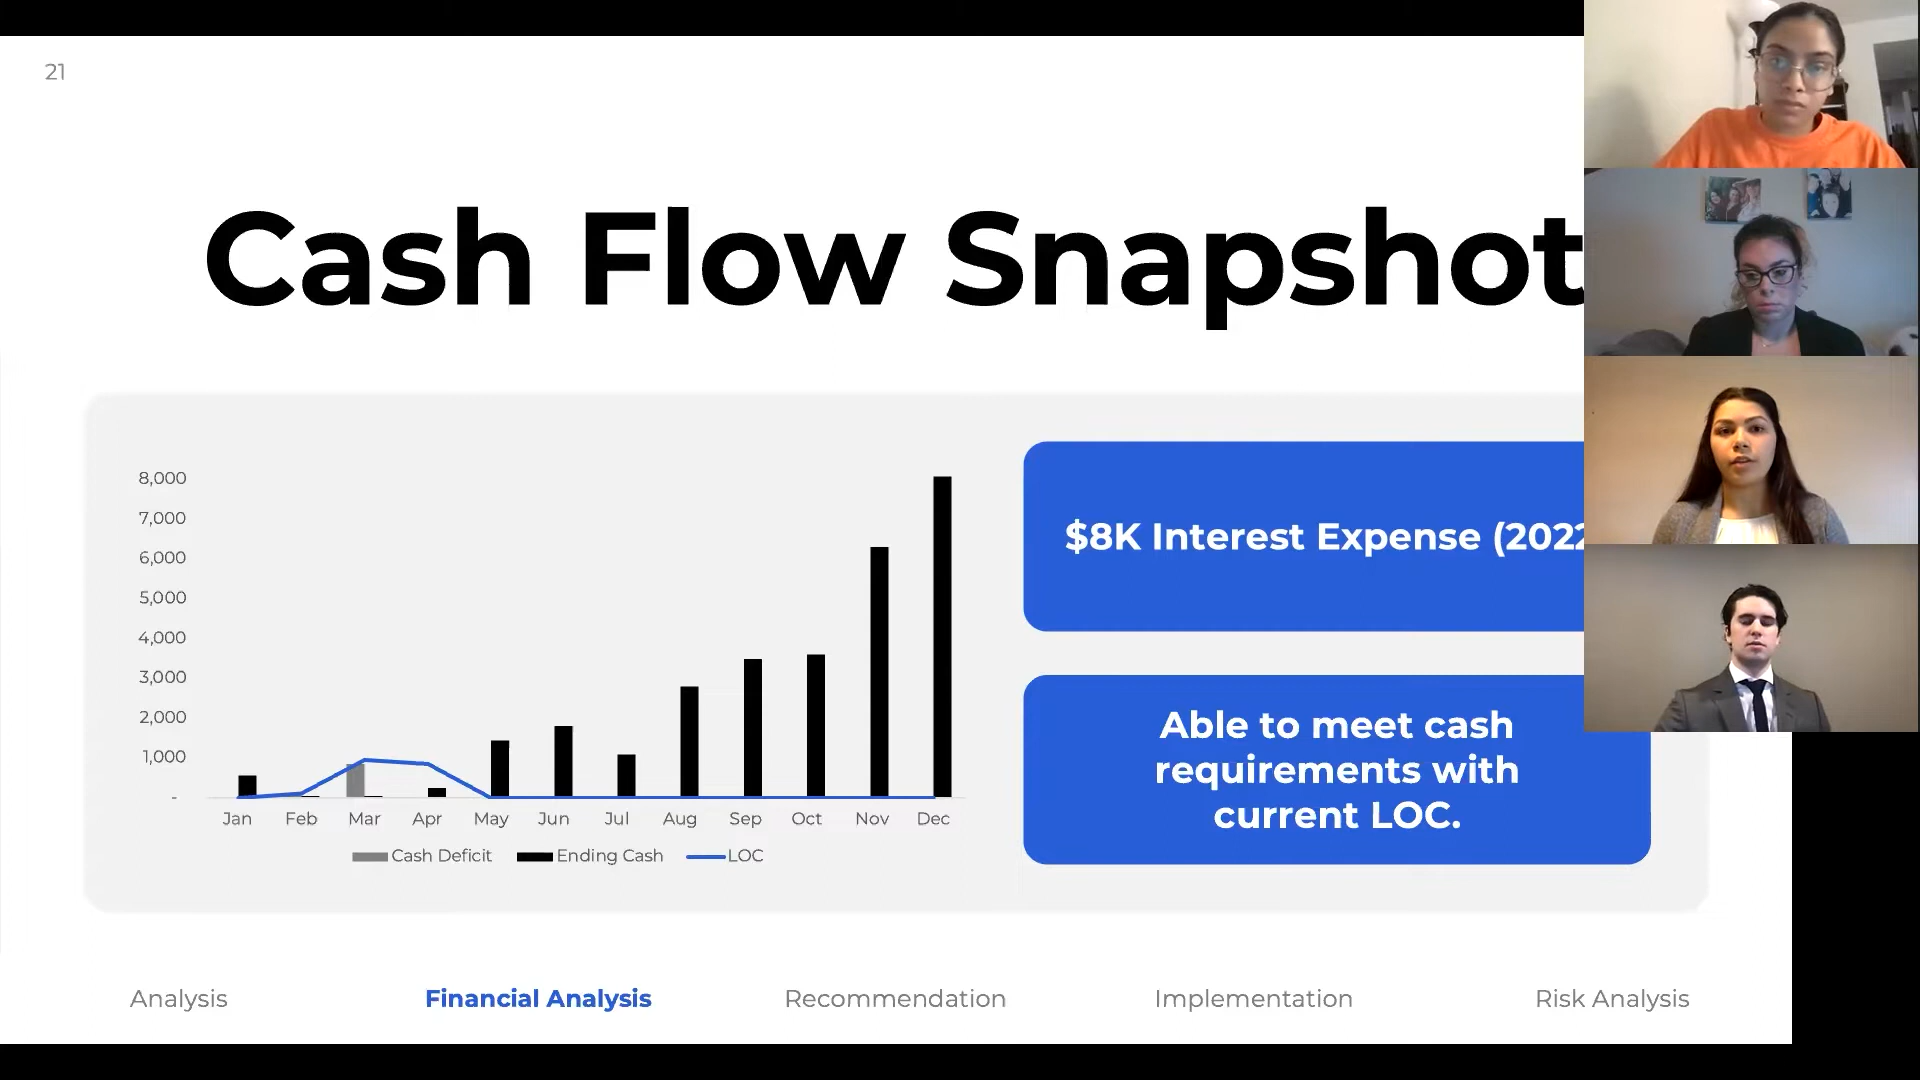 21
Cash Flow Snapshot
8,000
7,000
6,000
5,000
4,000
3,000
2,000
1,000
-
Jan Feb Mar Apr May Jun Jul Aug Sep Oct Nov Dec
Cash Deficit Ending Cash LOC
$8K Interest Expense (2022
Able to meet cash
requirements with
current LOC.
Analysis Financial Analysis Recommendation Implementation Risk Analysis